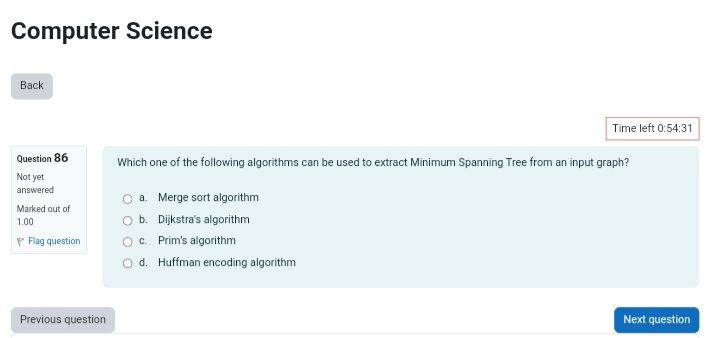 Computer Science
Back
Time left 0:54:31
Question 86
Not yet
answered
Marked out of
1.00
Flag question
Which one of the following algorithms can be used to extract Minimum Spanning Tree from an input graph?
a. Merge sort algorithm
b. Dijkstra's algorithm
c. Prim's algorithm
d. Huffman encoding algorithm
Previous question
Next question